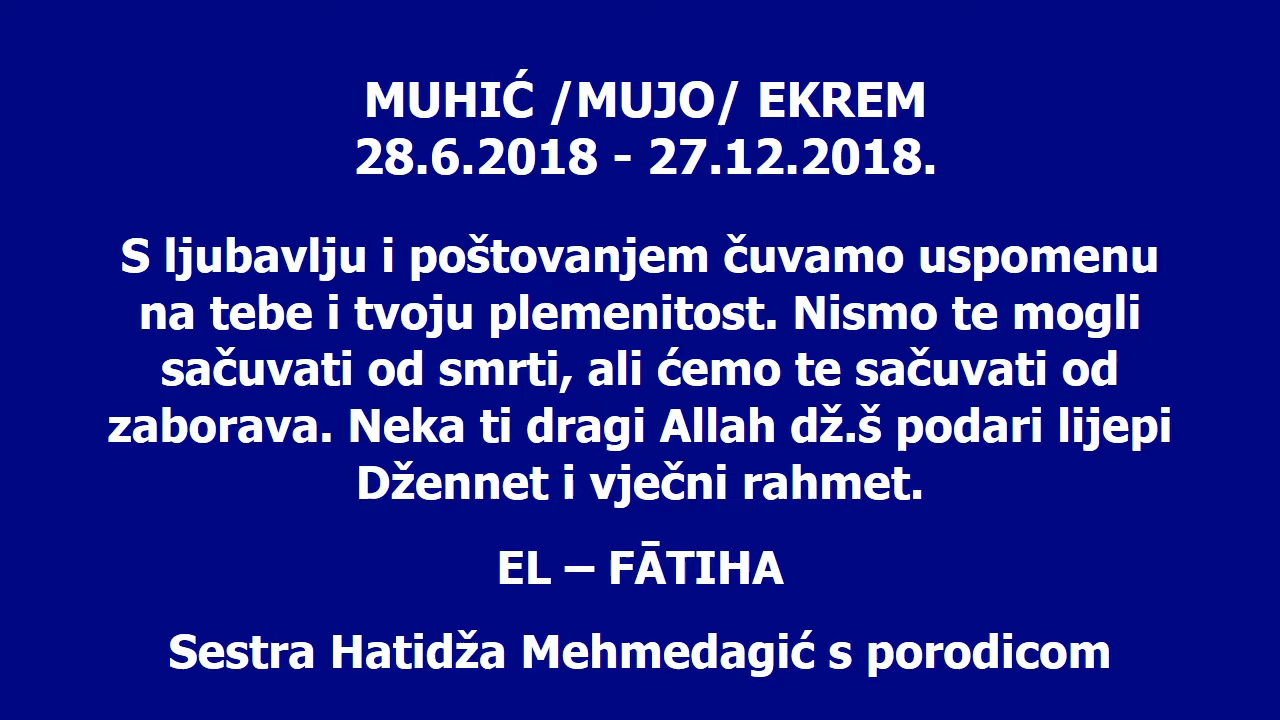 MUHIĆ /MUJO/ EKREM
28.6.2018 - 27.12.2018.
S ljubavlju i poštovanjem čuvamo uspomenu
na tebe i tvoju plemenitost. Nismo te mogli
sačuvati od smrti, ali ćemo te sačuvati od
zaborava. Neka ti dragi Allah dž.š podari lijepi
Džennet i vječni rahmet.
EL – FĀTIHA
Sestra Hatidža Mehmedagić s porodicom